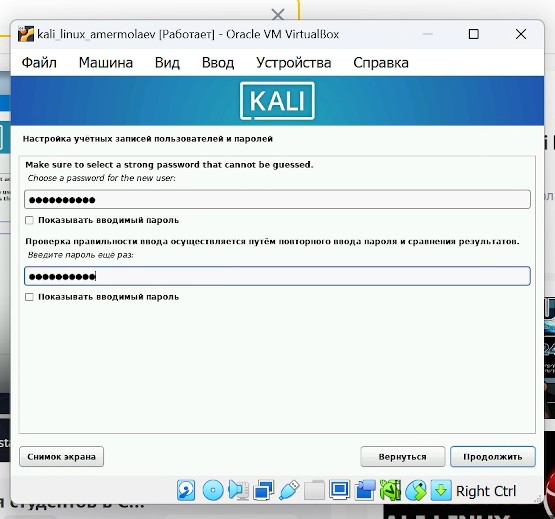 kali_linux_amermolaev [Работает] - Oracle VM VirtualBox
Файл Машина Вид Ввод Устройства Справка
KALI
Настройка учётных записей пользователей и паролей
Make sure to select a strong password that cannot be guessed.
Choose a password for the new user:
●●●●●●●●●●
Показывать вводимый пароль
Проверка правильности ввода осуществляется путём повторного ввода пароля и сравнения результатов.
Введите пароль ещё раз:
●●●●●●●●●●
Показывать вводимый пароль
Снимок экрана Вернуться Продолжить
Right Ctrl